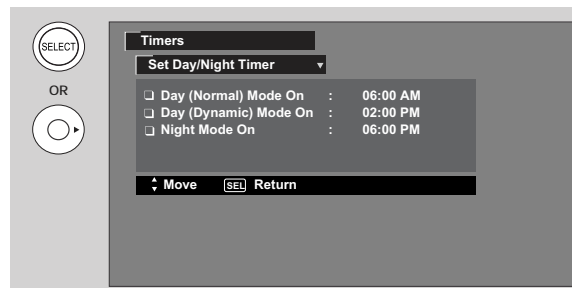 SELECT
OR
Timers
Set Day/Night Timer ▼
❏ Day (Normal) Mode On : 06:00 AM
❏ Day (Dynamic) Mode On : 02:00 PM
❏ Night Mode On : 06:00 PM
Move SEL Return